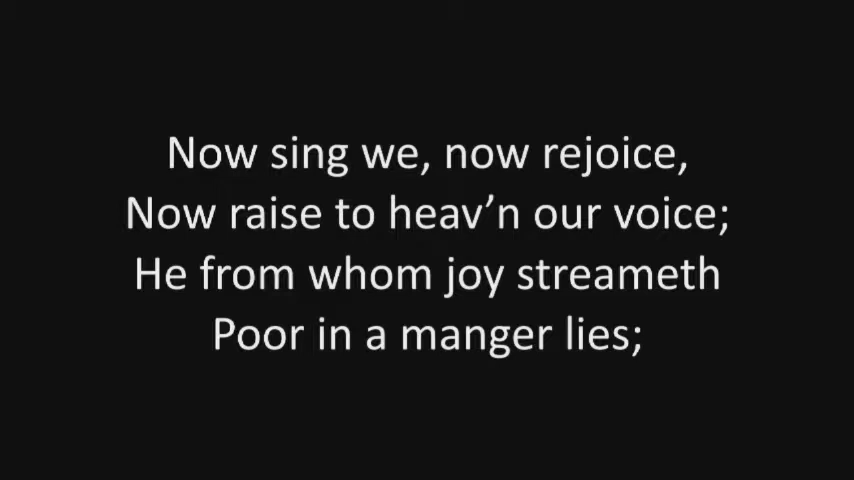 Now sing we, now rejoice,
Now raise to heav’n our voice;
He from whom joy streameth
Poor in a manger lies;